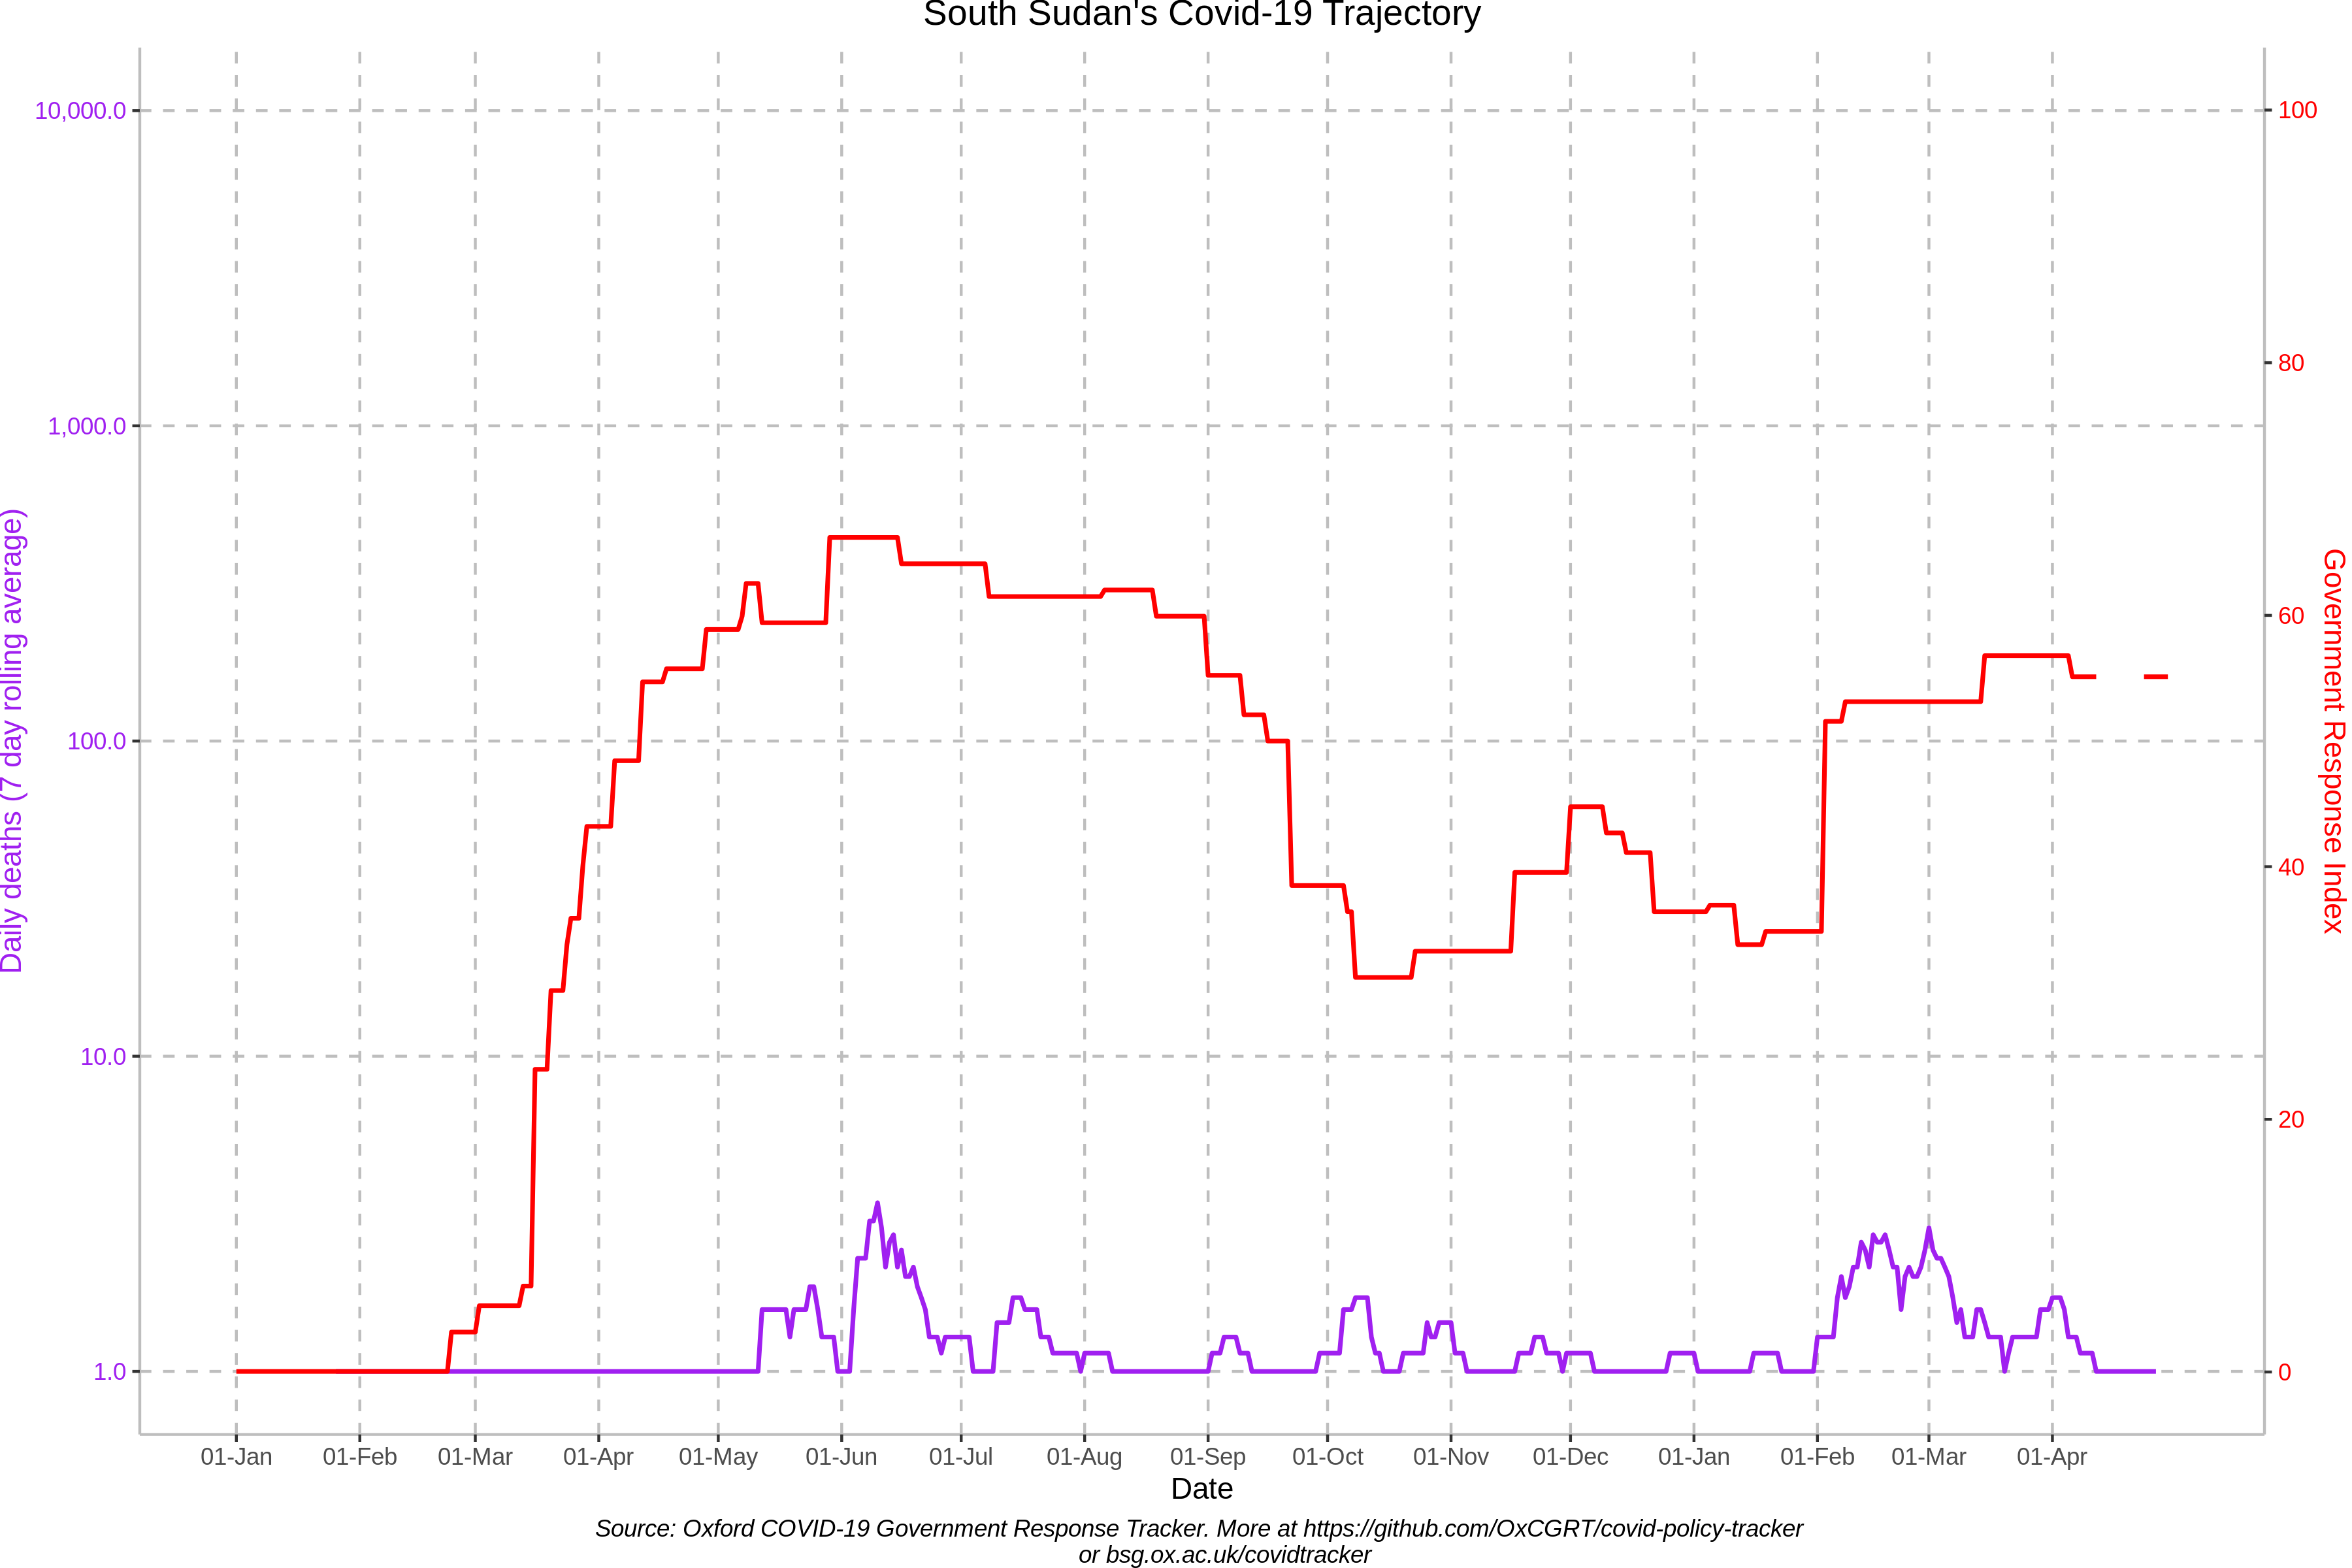 South Sudan's Covid-19 Trajectory
10,000.0
1,000.0
100.0
10.0
1.0
Daily deaths (7 day rolling average)
100
80
60
40
20
0
Government Response Index
01-Jan 01-Feb 01-Mar 01-Apr 01-May 01-Jun 01-Jul 01-Aug 01-Sep 01-Oct 01-Nov 01-Dec 01-Jan 01-Feb 01-Mar 01-Apr
Date
Source: Oxford COVID-19 Government Response Tracker. More at https://github.com/OxCGRT/covid-policy-tracker
or bsg.ox.ac.uk/covidtracker